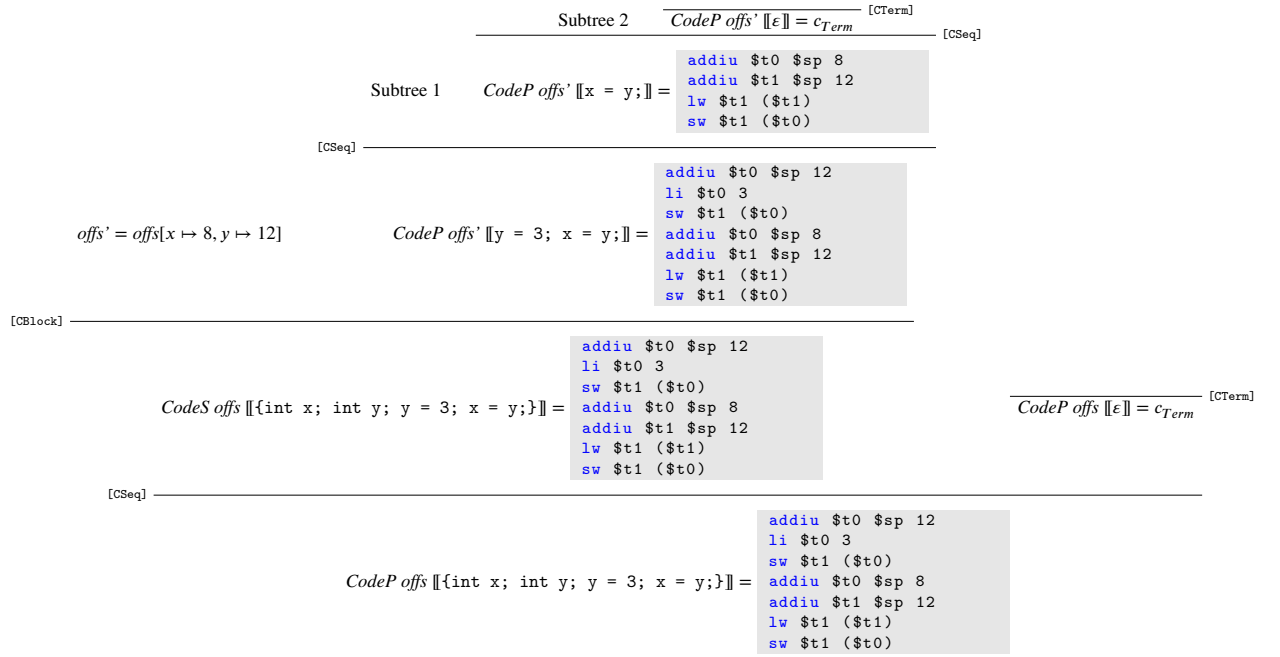 Subtree 2 CodeP offs’ ⟦ε⟧ = c_Term [CTerm]
[CSeq]
Subtree 1 CodeP offs’ ⟦x = y;⟧ =
addiu $t0 $sp 8
addiu $t1 $sp 12
lw $t1 ($t1)
sw $t1 ($t0)
[CSeq]
offs’ = offs[x ↦ 8, y ↦ 12] CodeP offs’ ⟦y = 3; x = y;⟧ =
addiu $t0 $sp 12
li $t0 3
sw $t1 ($t0)
addiu $t0 $sp 8
addiu $t1 $sp 12
lw $t1 ($t1)
sw $t1 ($t0)
[CBlock]
CodeS offs ⟦{int x; int y; y = 3; x = y;}⟧ =
addiu $t0 $sp 12
li $t0 3
sw $t1 ($t0)
addiu $t0 $sp 8
addiu $t1 $sp 12
lw $t1 ($t1)
sw $t1 ($t0)
CodeP offs ⟦ε⟧ = c_Term [CTerm]
[CSeq]
CodeP offs ⟦{int x; int y; y = 3; x = y;}⟧ =
addiu $t0 $sp 12
li $t0 3
sw $t1 ($t0)
addiu $t0 $sp 8
addiu $t1 $sp 12
lw $t1 ($t1)
sw $t1 ($t0)